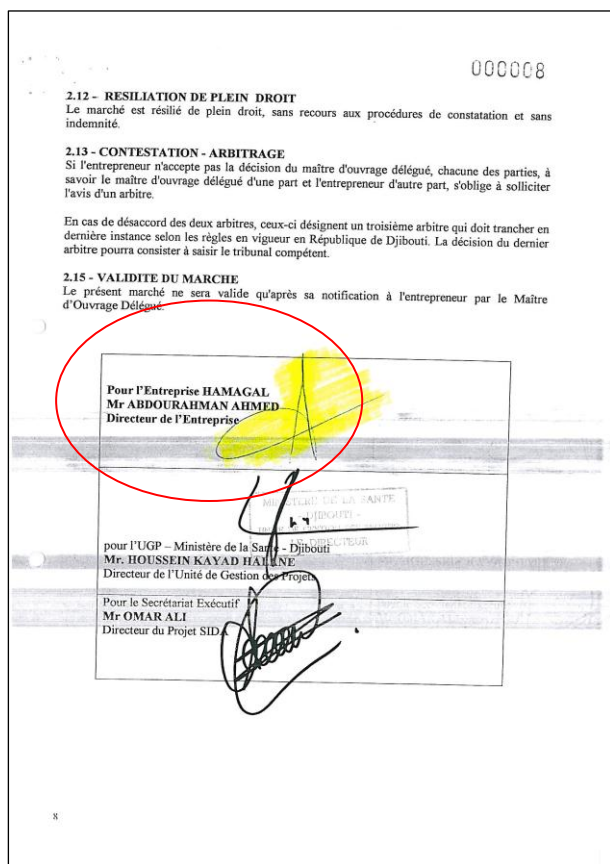 000008
2.12 - RESILIATION DE PLEIN DROIT
Le marché est résilié de plein droit, sans recours aux procédures de constatation et sans
indemnité.
2.13 - CONTESTATION - ARBITRAGE
Si l'entrepreneur n'accepte pas la décision du maître d'ouvrage délégué, chacune des parties, à
savoir le maître d'ouvrage délégué d'une part et l'entrepreneur d'autre part, s'oblige à solliciter
l'avis d'un arbitre.
En cas de désaccord des deux arbitres, ceux-ci désignent un troisième arbitre qui doit trancher en
dernière instance selon les règles en vigueur en République de Djibouti. La décision du dernier
arbitre pourra consister à saisir le tribunal compétent.
2.15 - VALIDITE DU MARCHE
Le présent marché ne sera valide qu'après sa notification à l'entrepreneur par le Maître
d'Ouvrage Délégué.
Pour l'Entreprise HAMAGAL
Mr ABDOURAHMAN AHMED
Directeur de l'Entreprise
MINISTERE DE LA SANTE
- DJIBOUTI -
LE DIRECTEUR
pour l'UGP – Ministère de la Santé - Djibouti
Mr. HOUSSEIN KAYAD HALANE
Directeur de l'Unité de Gestion des Projets
Pour le Secrétariat Exécutif
Mr OMAR ALI
Directeur du Projet SIDA
8